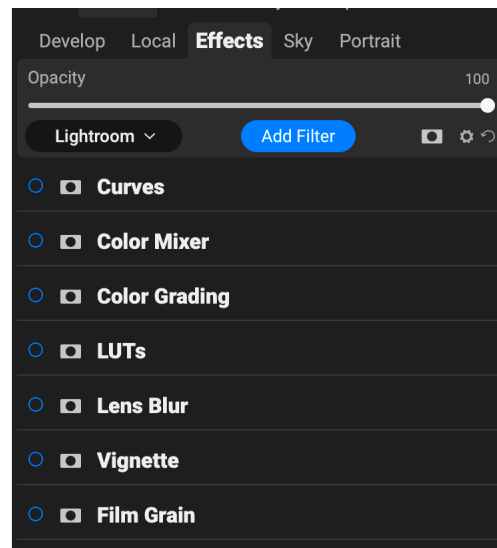 Develop Local Effects Sky Portrait
Opacity 100
Lightroom Add Filter
Curves
Color Mixer
Color Grading
LUTs
Lens Blur
Vignette
Film Grain